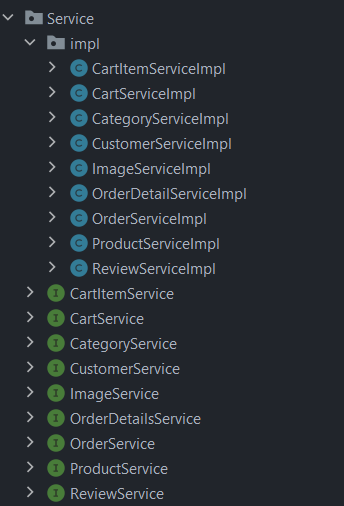 Service
impl
CartItemServiceImpl
CartServiceImpl
CategoryServiceImpl
CustomerServiceImpl
ImageServiceImpl
OrderDetailServiceImpl
OrderServiceImpl
ProductServiceImpl
ReviewServiceImpl
CartItemService
CartService
CategoryService
CustomerService
ImageService
OrderDetailsService
OrderService
ProductService
ReviewService